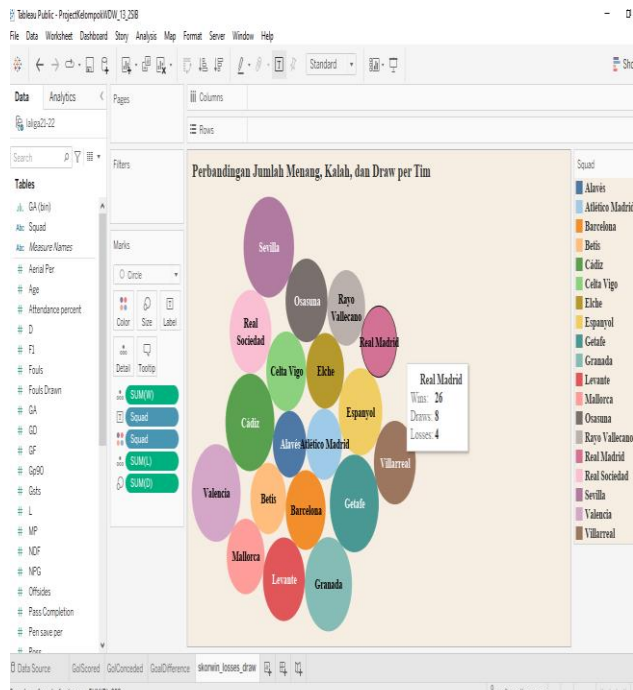 Tableau Public - ProjectKelompokWDW_13_2SIB
File Data Worksheet Dashboard Story Analysis Map Format Server Window Help
Standard
Data Analytics
laliga21-22
Search
Tables
GA (bin)
Abc Squad
Abc Measure Names
# Aerial Per
# Age
# Attendance percent
# D
# F1
# Fouls
# Fouls Drawn
# GA
# GD
# GF
# Gp90
# Gsts
# L
# MP
# NDF
# NPG
# Offsides
# Pass Completion
# Pen save per
# Poss
Pages
Filters
Marks
Circle
Color Size Label
Detail Tooltip
SUM(W)
Squad
Squad
SUM(L)
SUM(D)
Columns
Rows
Perbandingan Jumlah Menang, Kalah, dan Draw per Tim
Sevilla
Osasuna
Rayo
Vallecano
Real
Sociedad
Real Madrid
Celta Vigo
Elche
Real Madrid
Wins: 26
Draws: 8
Losses: 4
Cádiz
Espanyol
Alavés
Atlético Madrid
Villarreal
Valencia
Betis
Barcelona
Getafe
Mallorca
Levante
Granada
Squad
Alavés
Atlético Madrid
Barcelona
Betis
Cádiz
Celta Vigo
Elche
Espanyol
Getafe
Granada
Levante
Mallorca
Osasuna
Rayo Vallecano
Real Madrid
Real Sociedad
Sevilla
Valencia
Villarreal
Data Source GolScored GolConceded GoalDifference skorwin_losses_draw